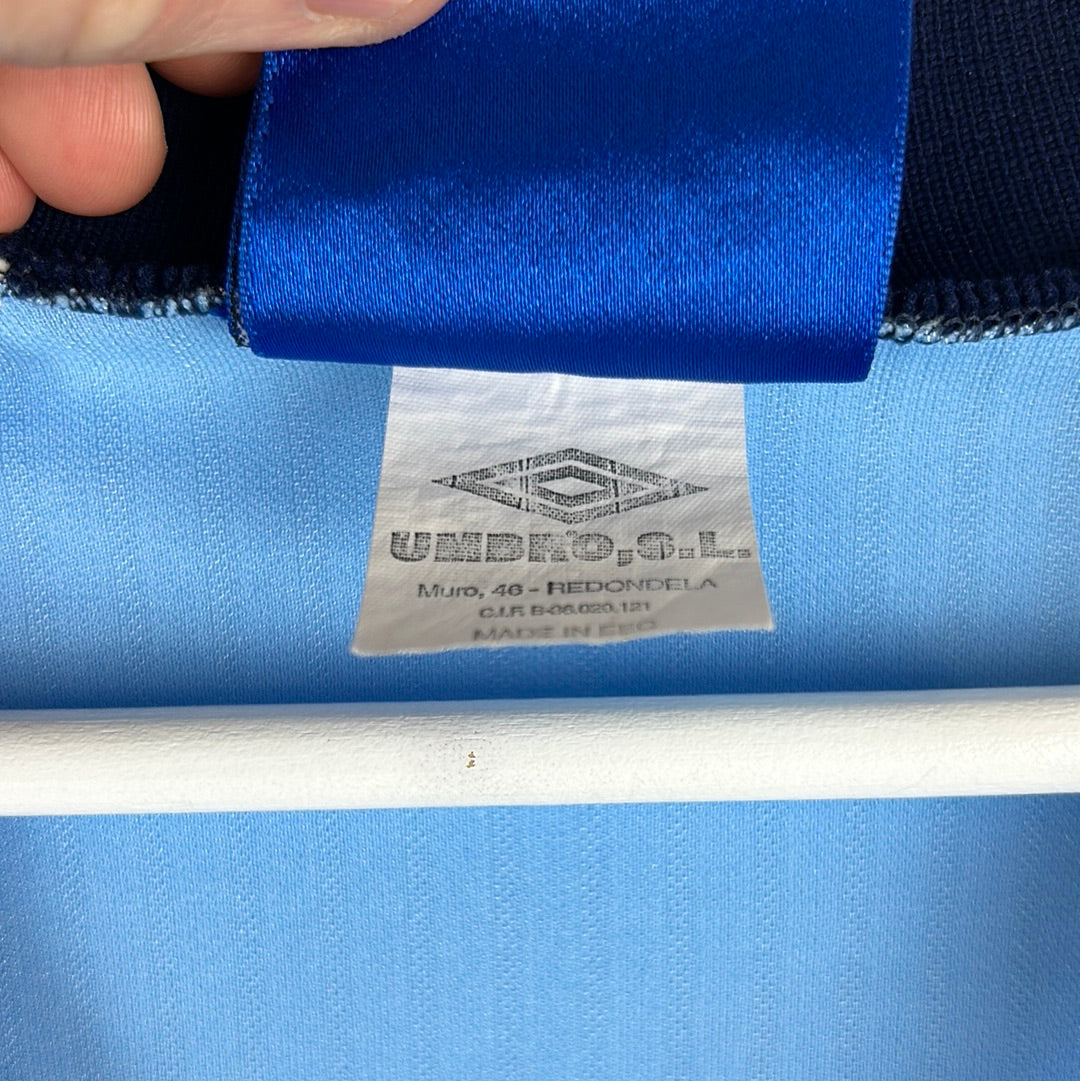 UMBRO, S.L.
Muro, 46 - REDONDELA
C.I.F. B-36.020.121
MADE IN EEC